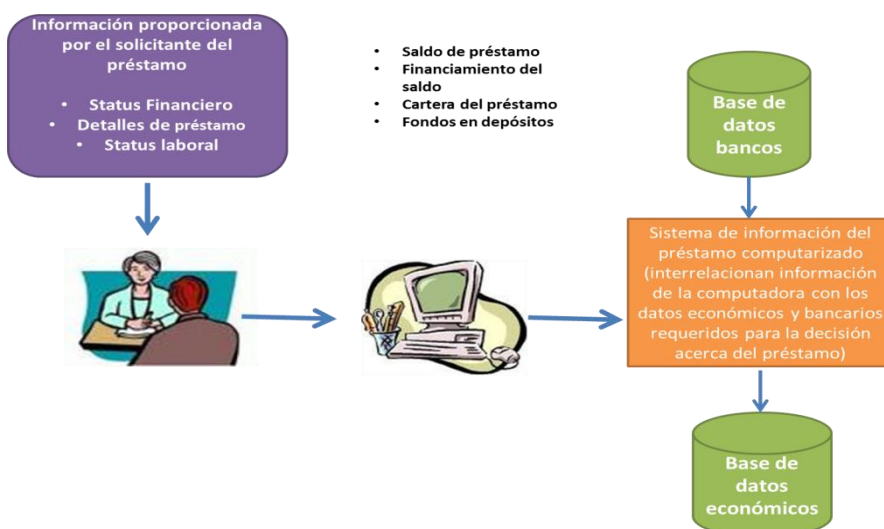 Información proporcionada
por el solicitante del
préstamo
• Status Financiero
• Detalles de préstamo
• Status laboral
• Saldo de préstamo
• Financiamiento del
saldo
• Cartera del préstamo
• Fondos en depósitos
Base de
datos
bancos
Sistema de información del
préstamo computarizado
(interrelacionan información
de la computadora con los
datos económicos y bancarios
requeridos para la decisión
acerca del préstamo)
Base de
datos
económicos